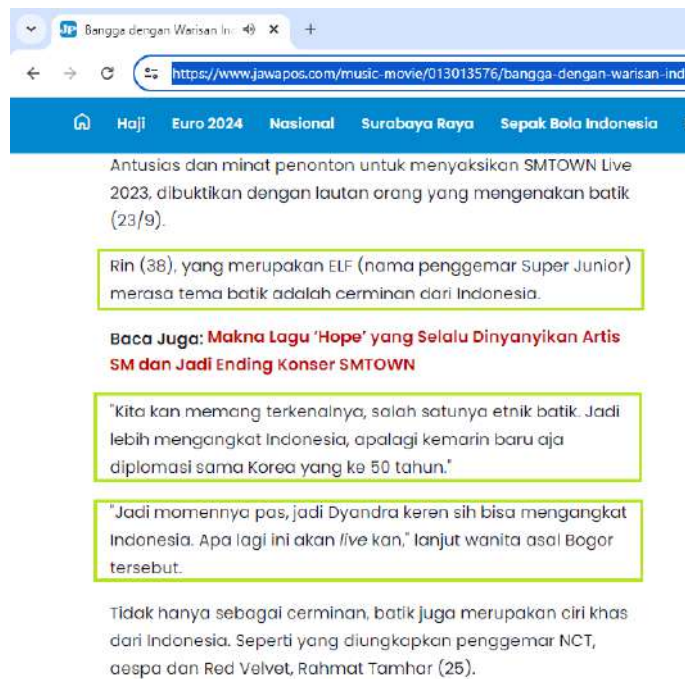 JP Bangga dengan Warisan In
https://www.jawapos.com/music-movie/013013576/bangga-dengan-warisan-ind
Haji Euro 2024 Nasional Surabaya Raya Sepak Bola Indonesia
Antusias dan minat penonton untuk menyaksikan SMTOWN Live
2023, dibuktikan dengan lautan orang yang mengenakan batik
(23/9).
Rin (38), yang merupakan ELF (nama penggemar Super Junior)
merasa tema batik adalah cerminan dari Indonesia.
Baca Juga: Makna Lagu ‘Hope’ yang Selalu Dinyanyikan Artis
SM dan Jadi Ending Konser SMTOWN
"Kita kan memang terkenalnya, salah satunya etnik batik. Jadi
lebih mengangkat Indonesia, apalagi kemarin baru aja
diplomasi sama Korea yang ke 50 tahun."
"Jadi momennya pas, jadi Dyandra keren sih bisa mengangkat
Indonesia. Apa lagi ini akan live kan," lanjut wanita asal Bogor
tersebut.
Tidak hanya sebagai cerminan, batik juga merupakan ciri khas
dari Indonesia. Seperti yang diungkapkan penggemar NCT,
aespa dan Red Velvet, Rahmat Tamhar (25).